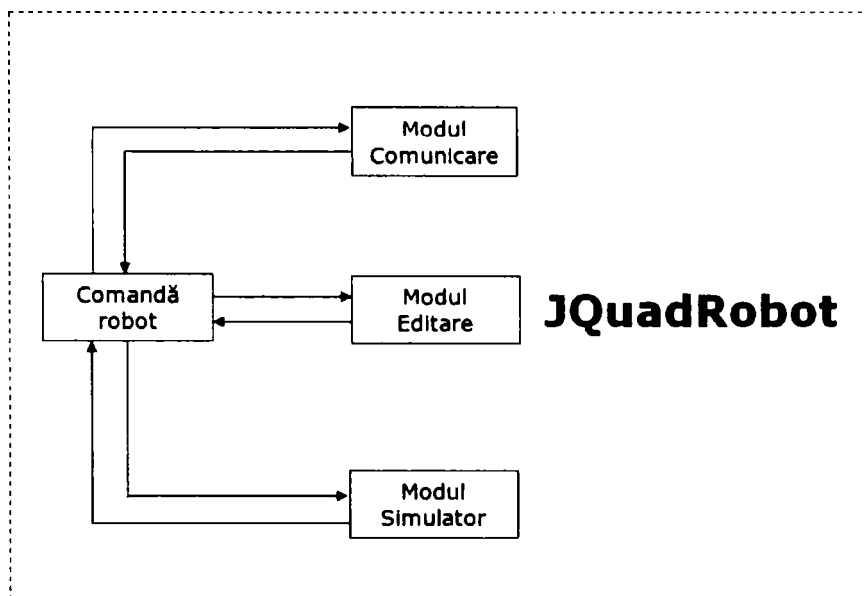 Modul
Comunicare
Comandă
robot
Modul
Editare
JQuadRobot
Modul
Simulator